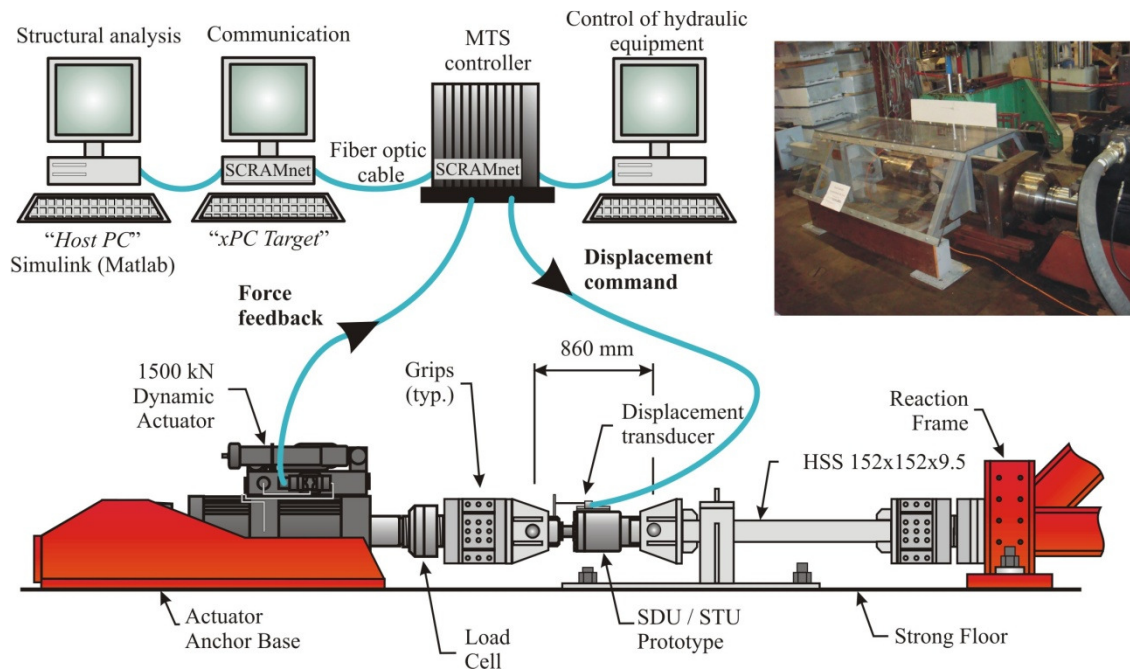 Structural analysis
Communication
MTS
controller
Control of hydraulic
equipment
SCRAMnet
Fiber optic
cable
SCRAMnet
“Host PC”
Simulink (Matlab)
“xPC Target”
Force
feedback
Displacement
command
1500 kN
Dynamic
Actuator
Grips
(typ.)
860 mm
Displacement
transducer
Reaction
Frame
HSS 152x152x9.5
Actuator
Anchor Base
Load
Cell
SDU / STU
Prototype
Strong Floor